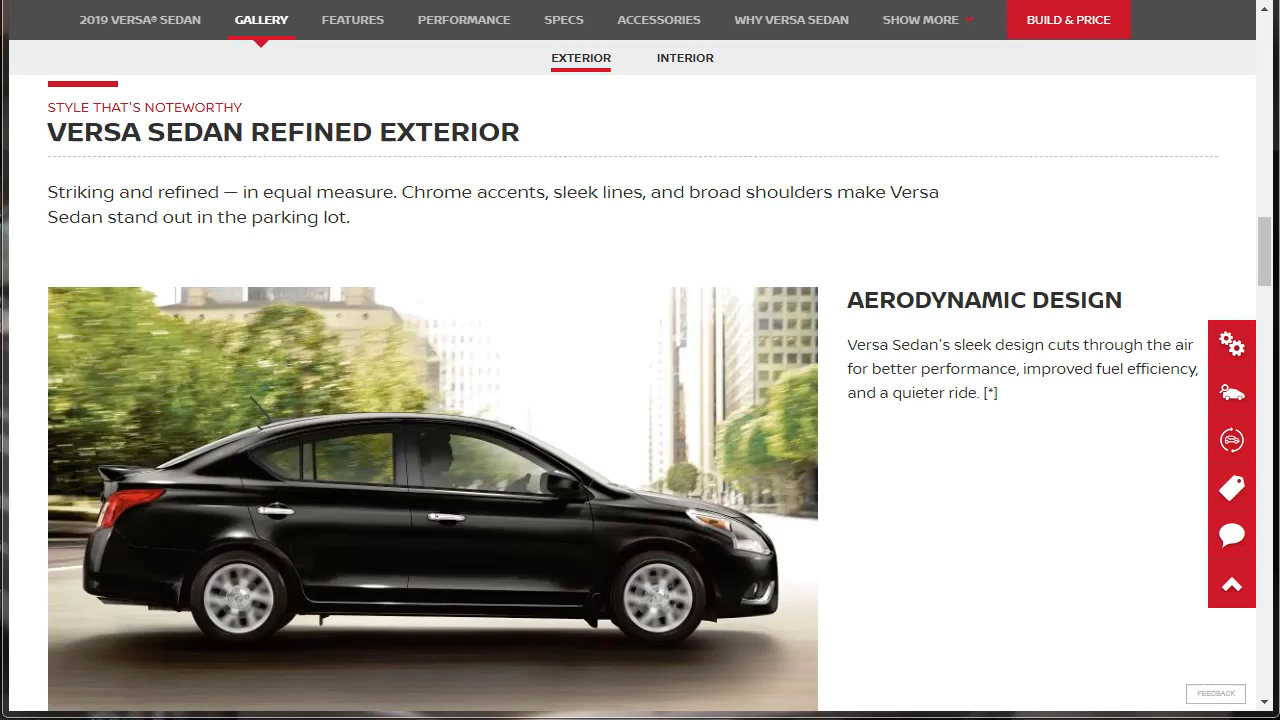 2019 VERSA® SEDAN GALLERY FEATURES PERFORMANCE SPECS ACCESSORIES WHY VERSA SEDAN SHOW MORE BUILD & PRICE
EXTERIOR INTERIOR
STYLE THAT'S NOTEWORTHY
VERSA SEDAN REFINED EXTERIOR
Striking and refined — in equal measure. Chrome accents, sleek lines, and broad shoulders make Versa
Sedan stand out in the parking lot.
AERODYNAMIC DESIGN
Versa Sedan's sleek design cuts through the air
for better performance, improved fuel efficiency,
and a quieter ride. [*]
FEEDBACK